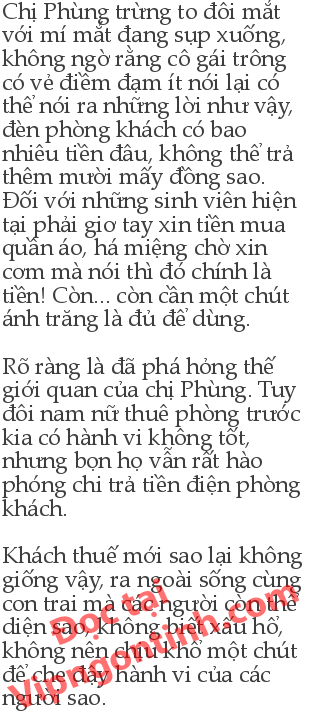 Chị Phùng trừng to đôi mắt
với mí mắt đang sụp xuống,
không ngờ rằng cô gái trông
có vẻ điềm đạm ít nói lại có
thể nói ra những lời như vậy,
đèn phòng khách có bao
nhiêu tiền đâu, không thể trả
thêm mười mấy đồng sao.
Đối với những sinh viên hiện
tại phải giơ tay xin tiền mua
quần áo, há miệng chờ xin
cơm mà nói thì đó chính là
tiền! Còn... còn cần một chút
ánh trăng là đủ để dùng.
Rõ ràng là đã phá hỏng thế
giới quan của chị Phùng. Tuy
đôi nam nữ thuê phòng trước
kia có hành vi không tốt,
nhưng bọn họ vẫn rất hào
phóng chi trả tiền điện phòng
khách.
Khách thuế mới sao lại không
giống vậy, ra ngoài sống cùng
con trai mà các người còn thể
diện sao, không biết xấu hổ,
không nên chịu khổ một chút
để che đậy hành vi của các
người sao.
Đọc tại
Vipngontinh.com